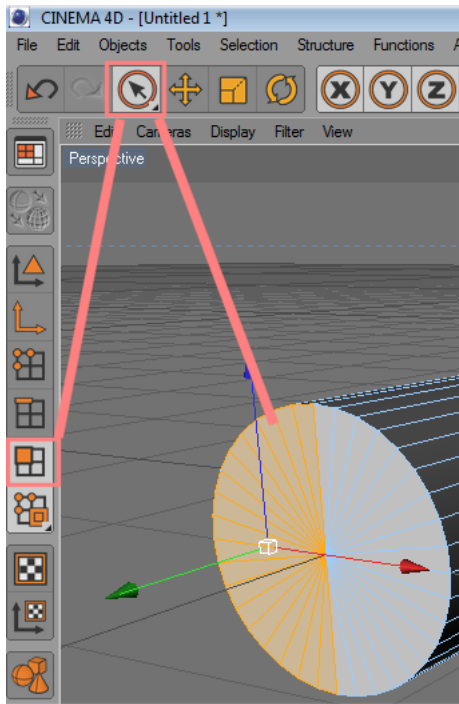 CINEMA 4D - [Untitled 1 *]
File Edit Objects Tools Selection Structure Functions
X Y Z
Edit Cameras Display Filter View
Perspective